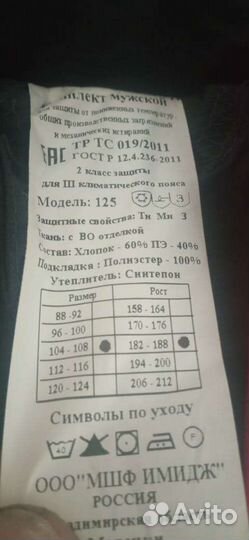 мплект мужской
защиты от пониженных температур
общих производственных загрязнений
и механических истираний
ЕАС ТР ТС 019/2011
ГОСТ Р 12.4.236-2011
2 класс защиты
для III климатического пояса
Модель: 125 З
Защитные свойства: Тн Ми З
Ткань: с ВО отделкой
Состав: Хлопок - 60% ПЭ - 40%
Подкладка : Полиэстер - 100%
Утеплитель: Синтепон
Размер Рост
88 -92 158 - 164
96 - 100 170 - 176
104 - 108 182 - 188
112 - 116 194 - 200
120 - 124 206 - 212
Символы по уходу
40 F
ООО"МШФ ИМИДЖ"
РОССИЯ
адимирская
Avito